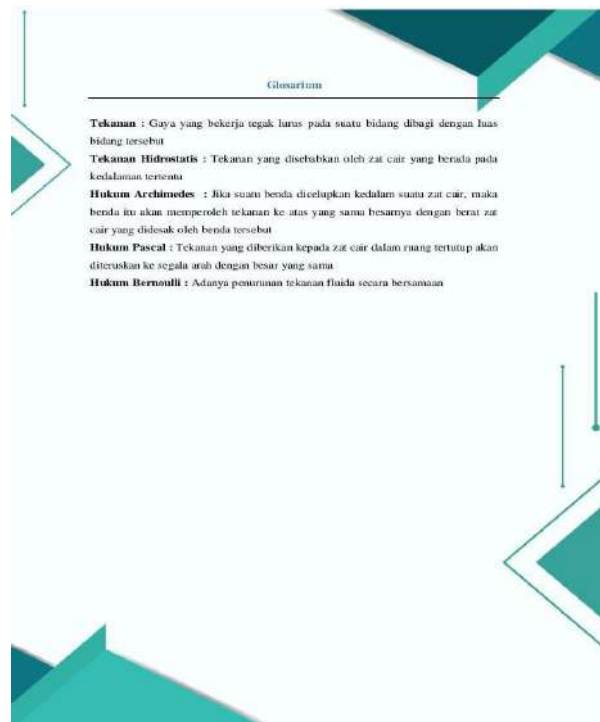 Glosarium
Tekanan : Gaya yang bekerja tegak lurus pada suatu bidang dibagi dengan luas
bidang tersebut
Tekanan Hidrostatis : Tekanan yang disebabkan oleh zat cair yang berada pada
kedalaman tertentu
Hukum Archimedes : Jika suatu benda dicelupkan kedalam suatu zat cair, maka
benda itu akan memperoleh tekanan ke atas yang sama besarnya dengan berat zat
cair yang didesak oleh benda tersebut
Hukum Pascal : Tekanan yang diberikan kepada zat cair dalam ruang tertutup akan
diteruskan ke segala arah dengan besar yang sama
Hukum Bernoulli : Adanya penurunan tekanan fluida secara bersamaan